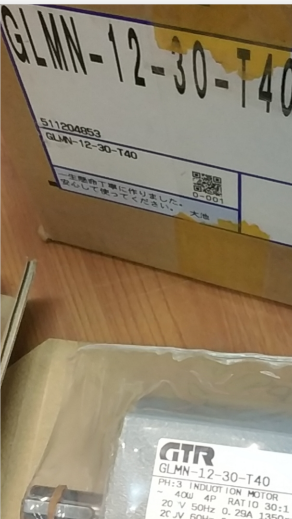 GLMN-12-30-T40
511204853
GLMN-12-30-T40
一生懸命丁寧に作りました。
安心して使ってください。
0-001
大池
GTR
GLMN-12-30-T40
PH:3 INDUCTION MOTOR
~ 40W 4P RATIO 30:1
50Hz 0.29A 1350